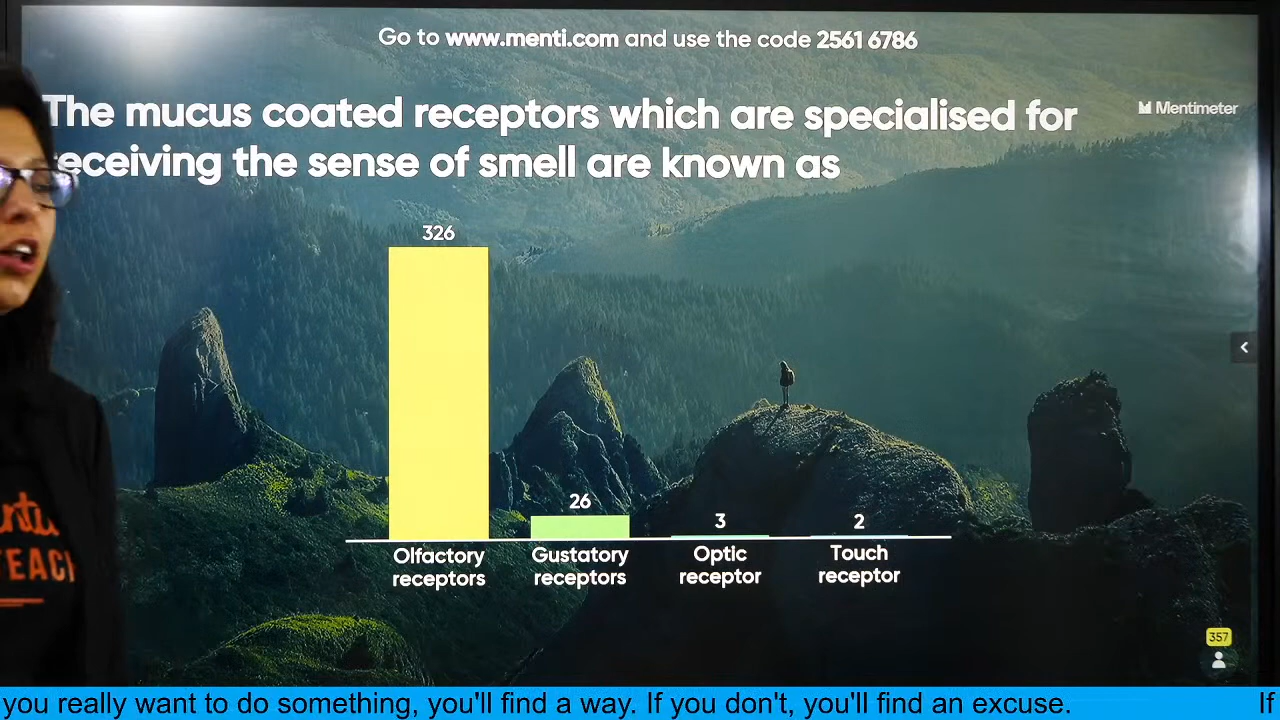 Go to www.menti.com and use the code 2561 6786
The mucus coated receptors which are specialised for
Mentimeter
receiving the sense of smell are known as
326
26
3
2
Olfactory receptors
Gustatory receptors
Optic receptor
Touch receptor
357
you really want to do something, you'll find a way. If you don't, you'll find an excuse. If